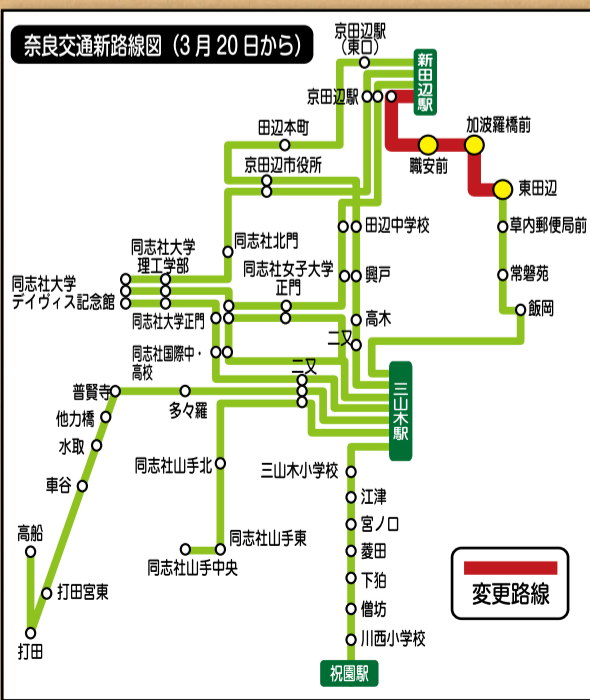 奈良交通新路線図（3月20日から）
京田辺駅
（東口）
新田辺駅
京田辺駅
加波羅橋前
田辺本町
職安前
京田辺市役所
東田辺
田辺中学校
草内郵便局前
同志社北門
同志社大学
理工学部
同志社女子大学
正門
興戸
常磐苑
同志社大学
デイヴィス記念館
飯岡
同志社大学正門
高木
二又
同志社国際中・
高校
二又
三山木駅
普賢寺
多々羅
他力橋
水取
同志社山手北
三山木小学校
車谷
江津
宮ノ口
高船
同志社山手東
菱田
同志社山手中央
下狛
打田宮東
変更路線
僧坊
打田
川西小学校
祝園駅